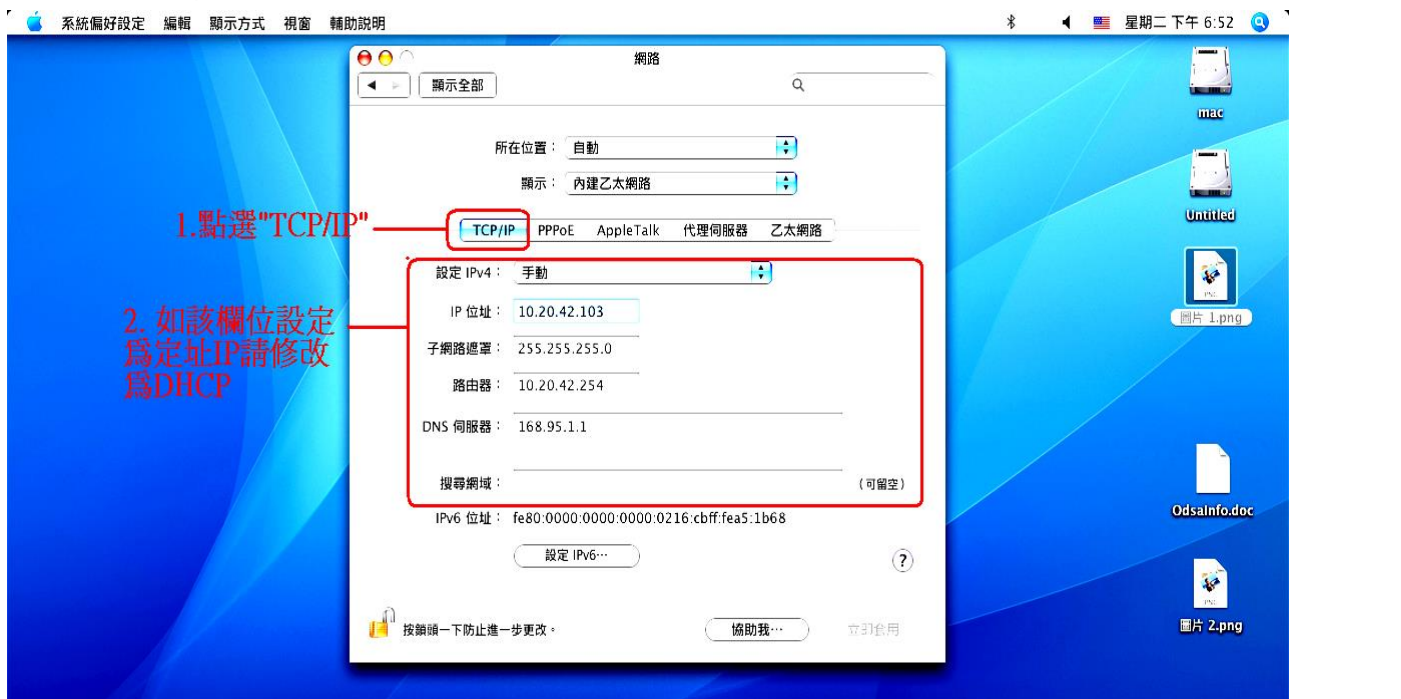 系統偏好設定 編輯 顯示方式 視窗 輔助說明 星期二 下午 6:52
網路
顯示全部
mac
所在位置： 自動
顯示： 內建乙太網路
Untitled
1.點選"TCP/IP"
TCP/IP PPPoE AppleTalk 代理伺服器 乙太網路
設定 IPv4： 手動
IP 位址： 10.20.42.103
圖片 1.png
2. 如該欄位設定
為定址IP請修改
為DHCP
子網路遮罩： 255.255.255.0
路由器： 10.20.42.254
DNS 伺服器： 168.95.1.1
搜尋網域： （可留空）
OdsaInfo.doc
IPv6 位址： fe80:0000:0000:0000:0216:cbff:fea5:1b68
設定 IPv6⋯
?
圖片 2.png
按鎖頭一下防止進一步更改。
協助我⋯ 立即套用